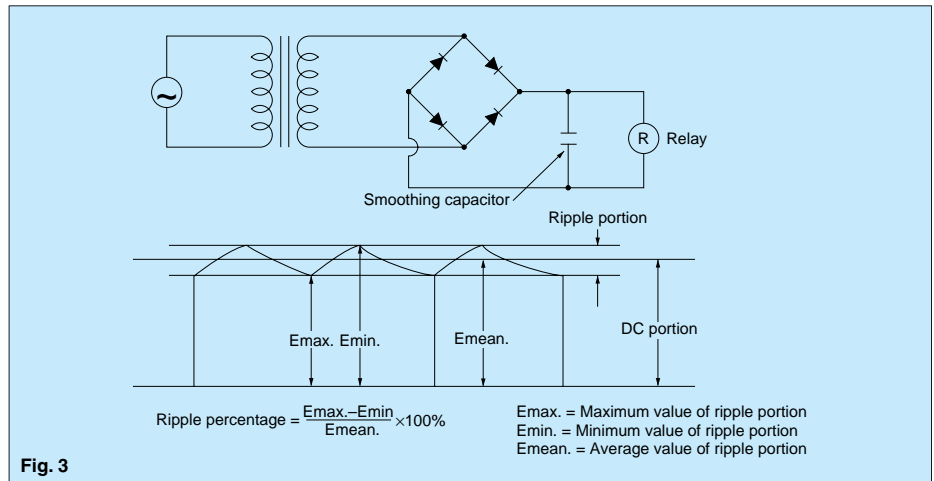 ~
R Relay
Smoothing capacitor
Ripple portion
Emax. Emin. Emean. DC portion
Ripple percentage = Emax.–Emin / Emean. ×100%
Emax. = Maximum value of ripple portion
Emin. = Minimum value of ripple portion
Emean. = Average value of ripple portion
Fig. 3